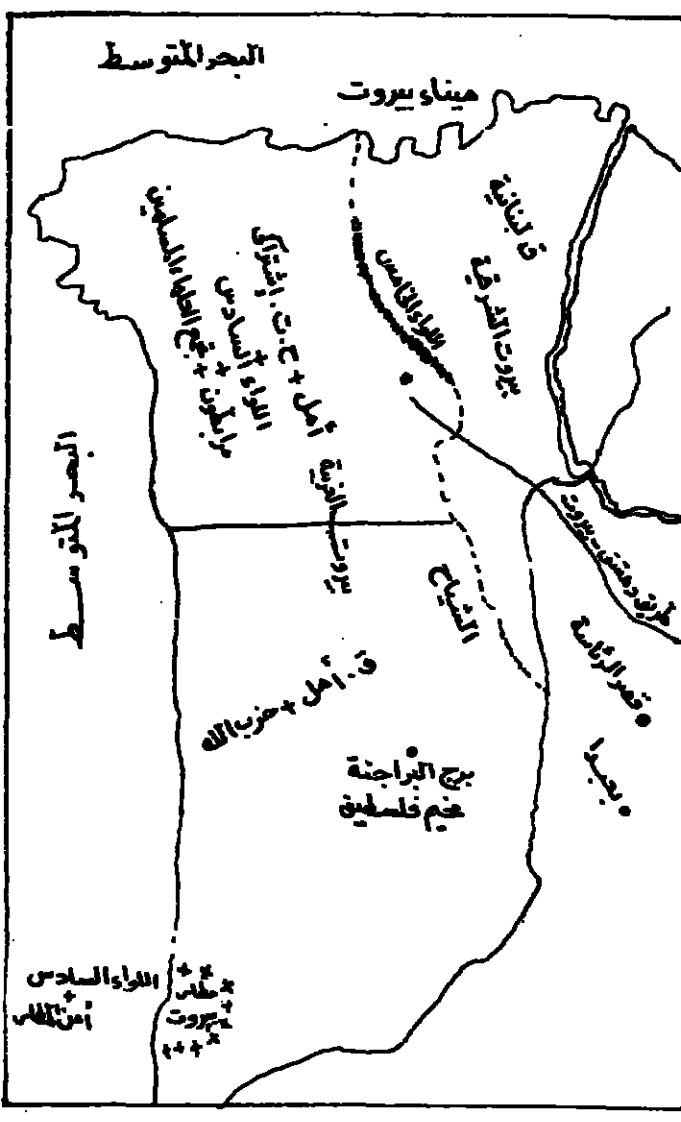 البحر المتوسط
ميناء بيروت
ق لبنانية
بيروت الشرقية
اللواء الخامس
أمل + ح.ت. إشتراكي
+
اللواء السادس
+
مرابطون + تجمع العلماء المسلمين
بيروت الغربية
البحر المتوسط
طريق دمشق - بيروت
الشياح
قصر الرئاسة
بعبدا
ق. أمل + حزب الله
برج البراجنة
مخيم فلسطيني
اللواء السادس
+
أمن المطار
مطار
بيروت